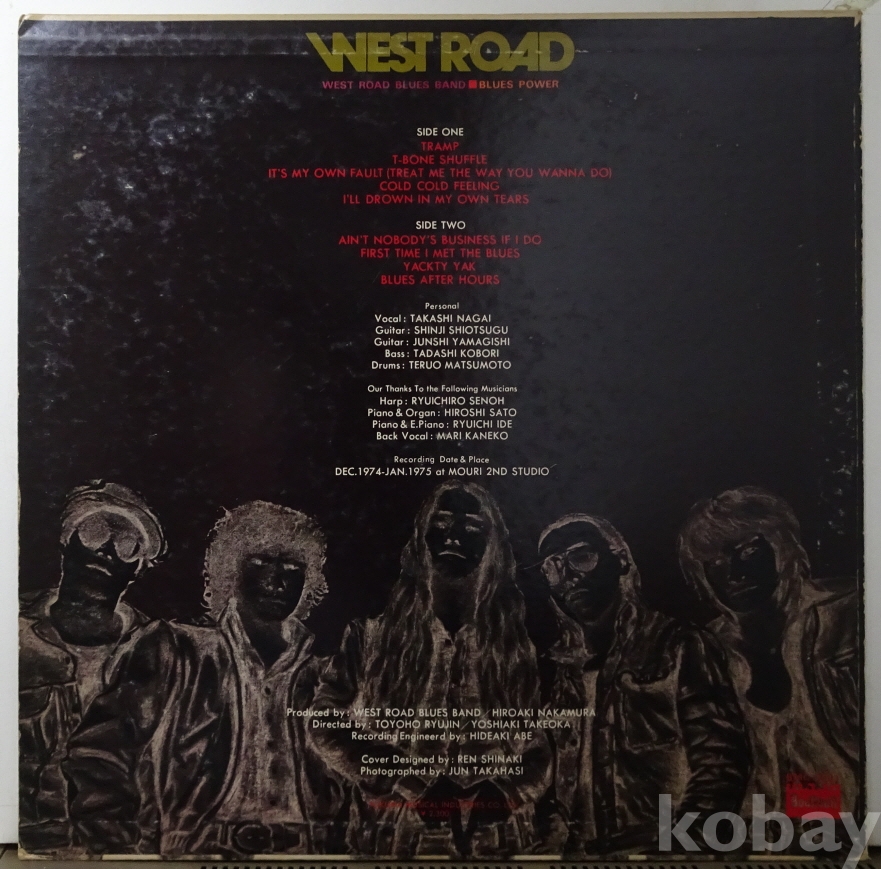 WEST ROAD
WEST ROAD BLUES BAND ■ BLUES POWER
SIDE ONE
TRAMP
T-BONE SHUFFLE
IT'S MY OWN FAULT (TREAT ME THE WAY YOU WANNA DO)
COLD COLD FEELING
I'LL DROWN IN MY OWN TEARS
SIDE TWO
AIN'T NOBODY'S BUSINESS IF I DO
FIRST TIME I MET THE BLUES
YACKTY YAK
BLUES AFTER HOURS
Personal
Vocal : TAKASHI NAGAI
Guitar : SHINJI SHIOTSUGU
Guitar : JUNSHI YAMAGISHI
Bass : TADASHI KOBORI
Drums : TERUO MATSUMOTO
Our Thanks To the Following Musicians
Harp : RYUICHIRO SENOH
Piano & Organ : HIROSHI SATO
Piano & E.Piano : RYUICHI IDE
Back Vocal : MARI KANEKO
Recording Date & Place
DEC.1974-JAN.1975 at MOURI 2ND STUDIO
Produced by : WEST ROAD BLUES BAND / HIROAKI NAKAMURA
Directed by : TOYOHO RYUJIN / YOSHIAKI TAKEOKA
Recording Engineerd by : HIDEAKI ABE
Cover Designed by : REN SHINAKI
Photographed by : JUN TAKAHASI
kobay